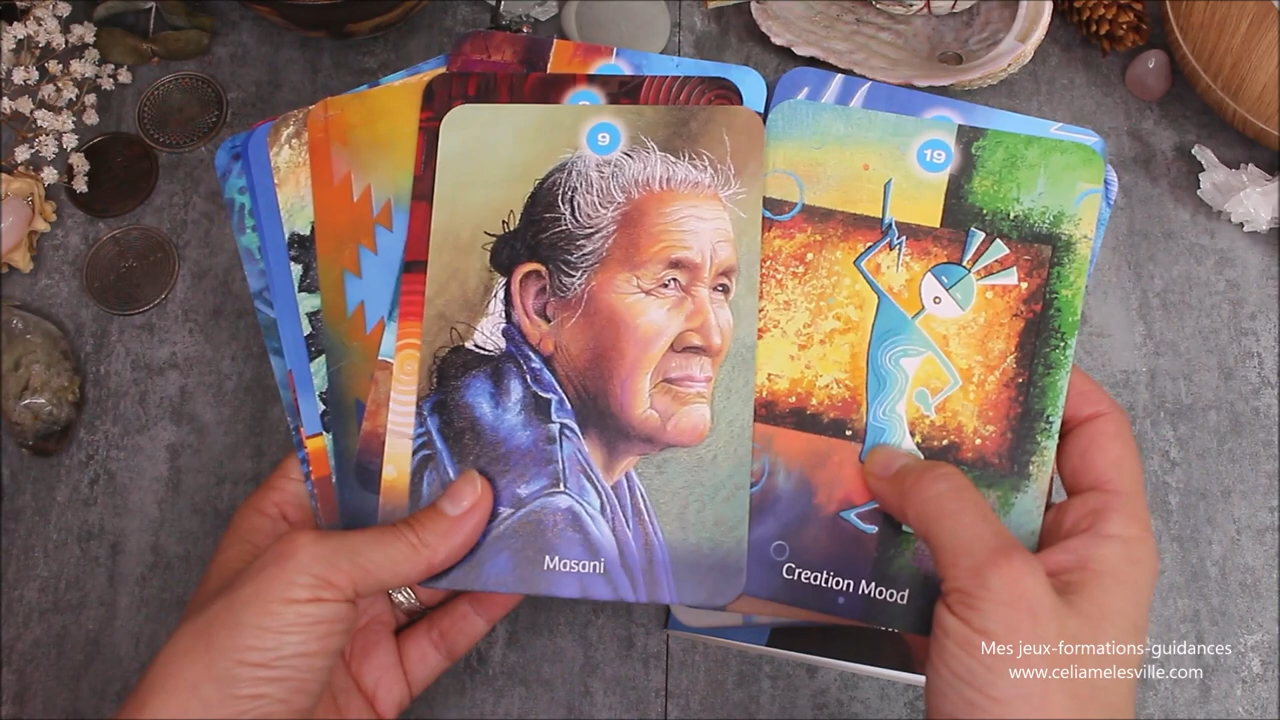 9
19
Masani
Creation Mood
Mes jeux-formations-guidances
www.celiamelesville.com